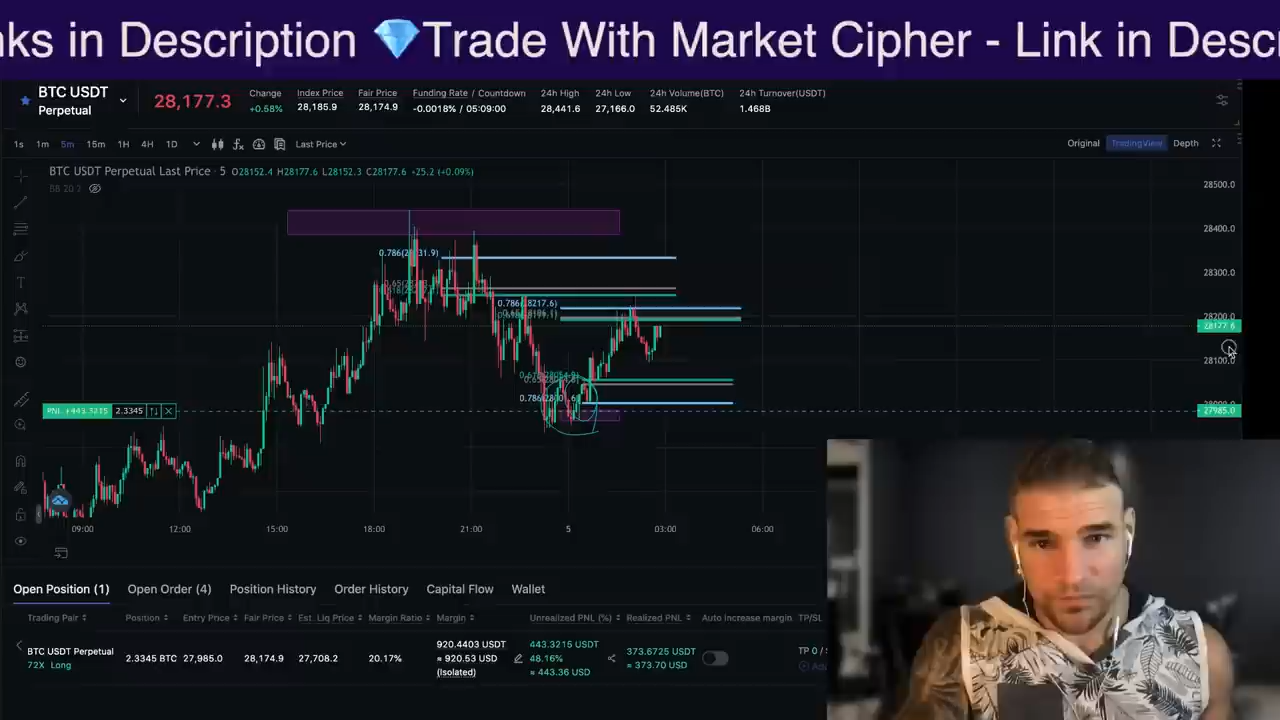 nks in Description 💎Trade With Market Cipher - Link in Descr
BTC USDT
Perpetual
28,177.3
Change
+0.58%
Index Price
28,185.9
Fair Price
28,174.9
Funding Rate / Countdown
-0.0018% / 05:09:00
24h High
28,441.6
24h Low
27,166.0
24h Volume(BTC)
52.485K
24h Turnover(USDT)
1.468B
1s 1m 5m 15m 1H 4H 1D Last Price
Original TradingView Depth
BTC USDT Perpetual Last Price · 5 O28152.4 H28177.6 L28152.3 C28177.6 +25.2 (+0.09%)
28500.0
28400.0
28300.0
28200.0
28177.6
28100.0
27985.0
0.786(28217.6)
PNL +443.3215 2.3345
09:00 12:00 15:00 18:00 21:00 5 03:00 06:00
Open Position (1) Open Order (4) Position History Order History Capital Flow Wallet
Trading Pair Position Entry Price Fair Price Est. Liq Price Margin Ratio Margin Unrealized PNL (%) Realized PNL Auto Increase margin. TP/SL
BTC USDT Perpetual
72X Long
2.3345 BTC 27,985.0 28,174.9 27,708.2 20.17%
920.4403 USDT
≈ 920.53 USD
(Isolated)
443.3215 USDT
48.16%
≈ 443.36 USD
373.6725 USDT
≈ 373.70 USD
TP 0 / S